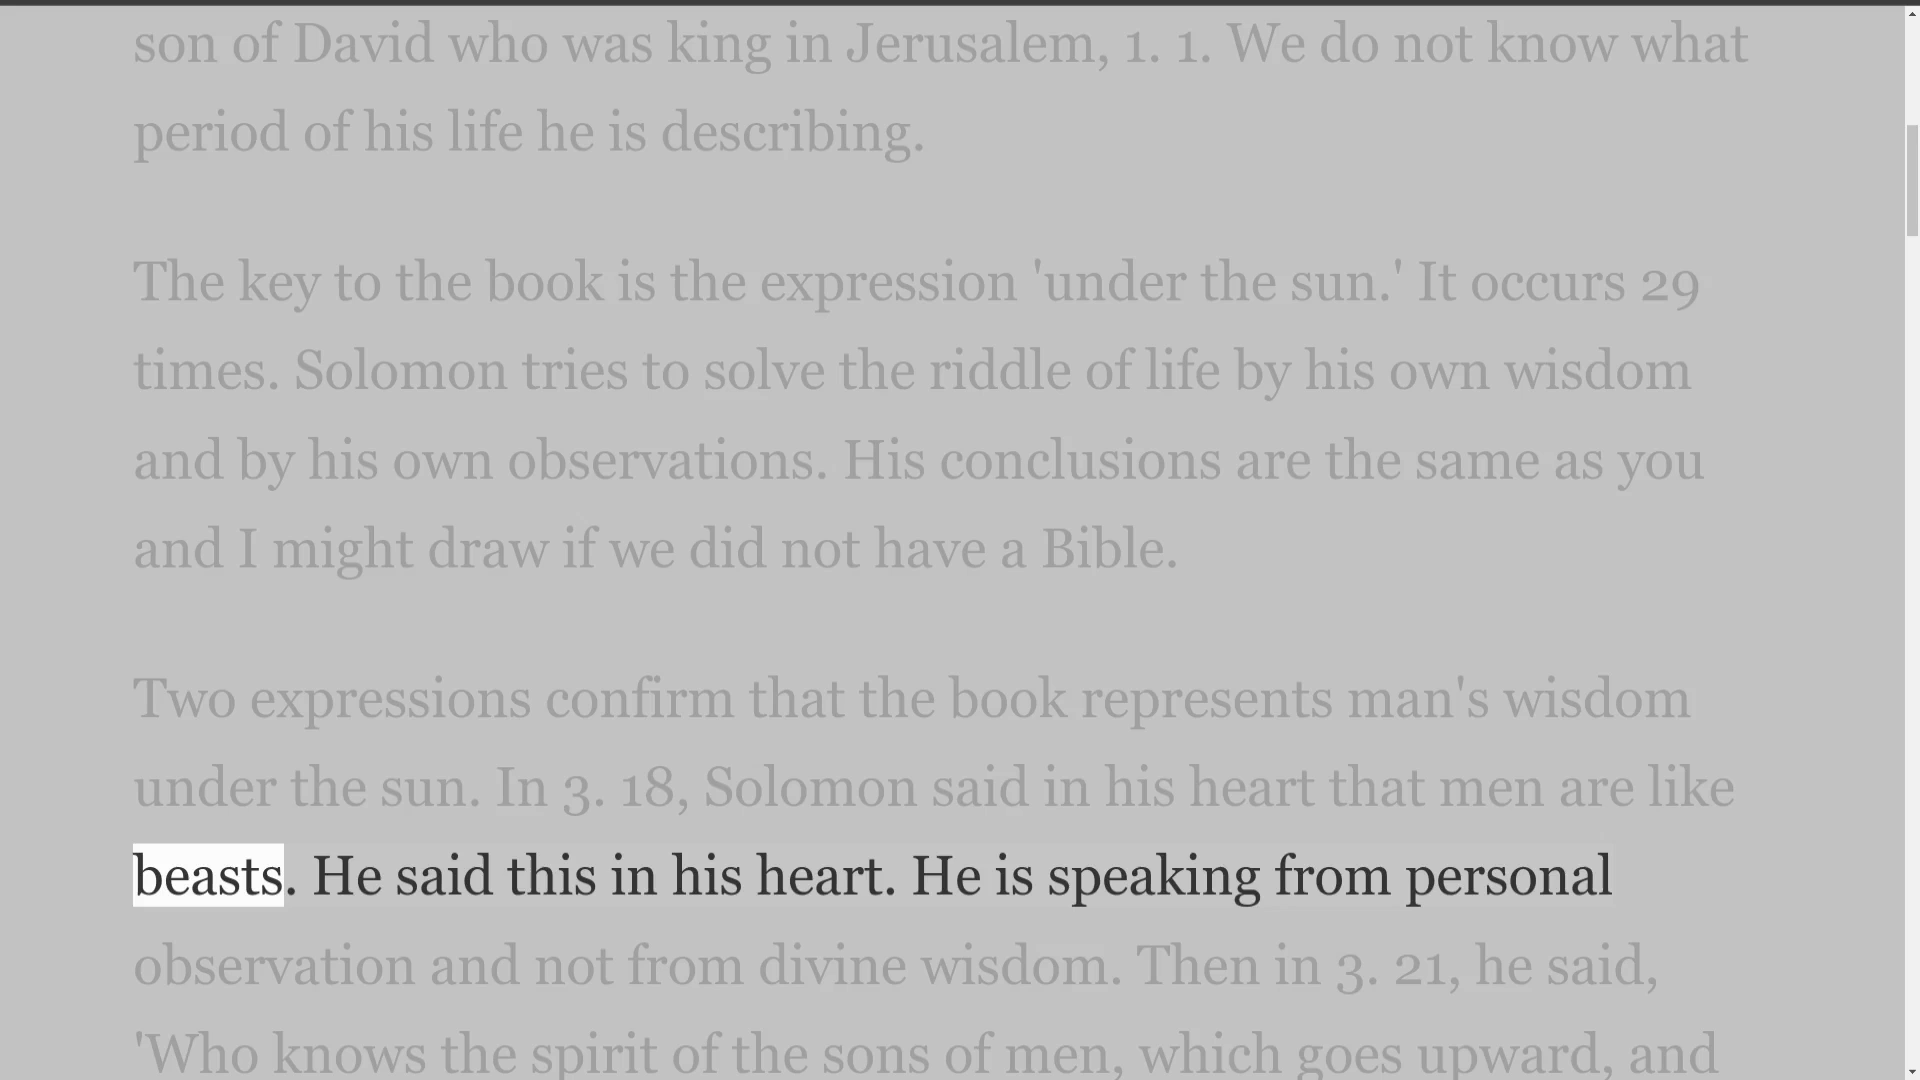 son of David who was king in Jerusalem, 1. 1. We do not know what
period of his life he is describing.
The key to the book is the expression 'under the sun.' It occurs 29
times. Solomon tries to solve the riddle of life by his own wisdom
and by his own observations. His conclusions are the same as you
and I might draw if we did not have a Bible.
Two expressions confirm that the book represents man's wisdom
under the sun. In 3. 18, Solomon said in his heart that men are like
beasts. He said this in his heart. He is speaking from personal
observation and not from divine wisdom. Then in 3. 21, he said,
'Who knows the spirit of the sons of men, which goes upward, and